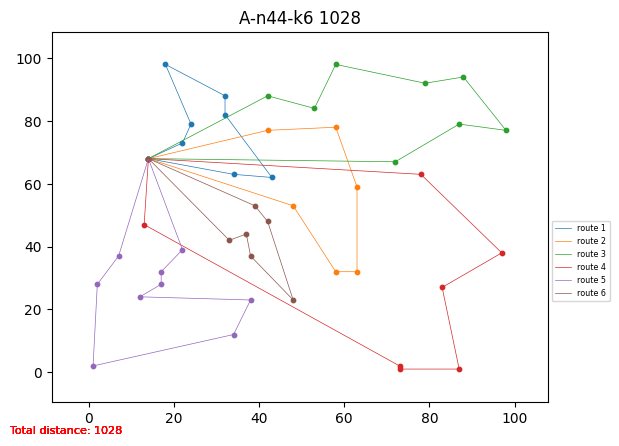 A-n44-k6 1028
100
80
60
40
20
0
0 20 40 60 80 100
route 1
route 2
route 3
route 4
route 5
route 6
Total distance: 1028